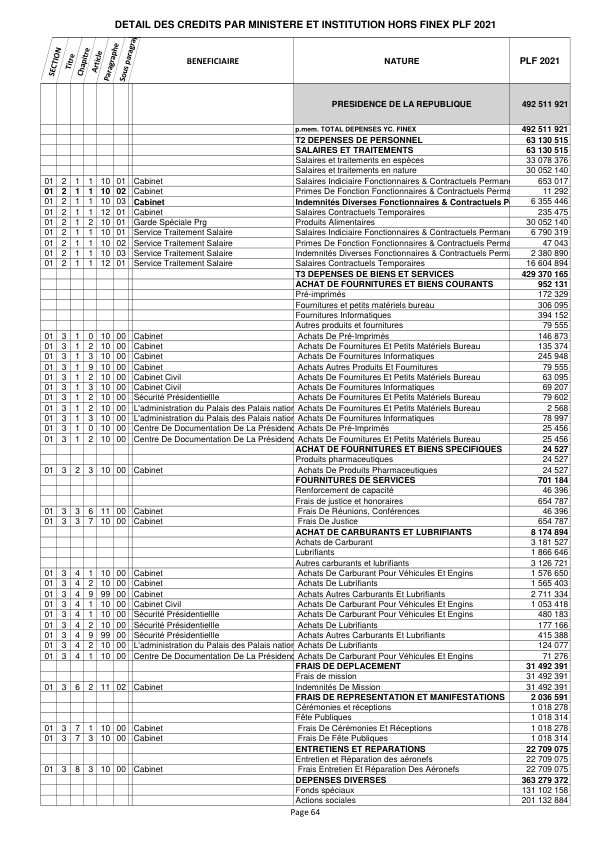 DETAIL DES CREDITS PAR MINISTERE ET INSTITUTION HORS FINEX PLF 2021
SECTION Titre Chapitre Article Paragraphe Sous paragra BENEFICIAIRE NATURE PLF 2021
PRESIDENCE DE LA REPUBLIQUE 492 511 921
p.mem. TOTAL DEPENSES YC. FINEX 492 511 921
T2 DEPENSES DE PERSONNEL 63 130 515
SALAIRES ET TRAITEMENTS 63 130 515
Salaires et traitements en espèces 33 078 376
Salaires et traitements en nature 30 052 140
01 2 1 1 10 01 Cabinet Salaires Indiciaire Fonctionnaires & Contractuels Perman 653 017
01 2 1 1 10 02 Cabinet Primes De Fonction Fonctionnaires & Contractuels Perma 11 292
01 2 1 1 10 03 Cabinet Indemnités Diverses Fonctionnaires & Contractuels P 6 355 446
01 2 1 1 12 01 Cabinet Salaires Contractuels Temporaires 235 475
01 2 1 2 10 01 Garde Spéciale Prg Produits Alimentaires 30 052 140
01 2 1 1 10 01 Service Traitement Salaire Salaires Indiciaire Fonctionnaires & Contractuels Perman 6 790 319
01 2 1 1 10 02 Service Traitement Salaire Primes De Fonction Fonctionnaires & Contractuels Perma 47 043
01 2 1 1 10 03 Service Traitement Salaire Indemnités Diverses Fonctionnaires & Contractuels Perm 2 380 890
01 2 1 1 12 01 Service Traitement Salaire Salaires Contractuels Temporaires 16 604 894
T3 DEPENSES DE BIENS ET SERVICES 429 370 165
ACHAT DE FOURNITURES ET BIENS COURANTS 952 131
Pré-imprimés 172 329
Fournitures et petits matériels bureau 306 095
Fournitures Informatiques 394 152
Autres produits et fournitures 79 555
01 3 1 0 10 00 Cabinet Achats De Pré-Imprimés 146 873
01 3 1 2 10 00 Cabinet Achats De Fournitures Et Petits Matériels Bureau 135 374
01 3 1 3 10 00 Cabinet Achats De Fournitures Informatiques 245 948
01 3 1 9 10 00 Cabinet Achats Autres Produits Et Fournitures 79 555
01 3 1 2 10 00 Cabinet Civil Achats De Fournitures Et Petits Matériels Bureau 63 095
01 3 1 3 10 00 Cabinet Civil Achats De Fournitures Informatiques 69 207
01 3 1 2 10 00 Sécurité Présidentiellle Achats De Fournitures Et Petits Matériels Bureau 79 602
01 3 1 2 10 00 L'administration du Palais des Palais nation Achats De Fournitures Et Petits Matériels Bureau 2 568
01 3 1 3 10 00 L'administration du Palais des Palais nation Achats De Fournitures Informatiques 78 997
01 3 1 0 10 00 Centre De Documentation De La Présidenc Achats De Pré-Imprimés 25 456
01 3 1 2 10 00 Centre De Documentation De La Présidenc Achats De Fournitures Et Petits Matériels Bureau 25 456
ACHAT DE FOURNITURES ET BIENS SPECIFIQUES 24 527
Produits pharmaceutiques 24 527
01 3 2 3 10 00 Cabinet Achats De Produits Pharmaceutiques 24 527
FOURNITURES DE SERVICES 701 184
Renforcement de capacité 46 396
Frais de justice et honoraires 654 787
01 3 3 6 11 00 Cabinet Frais De Réunions, Conférences 46 396
01 3 3 7 10 00 Cabinet Frais De Justice 654 787
ACHAT DE CARBURANTS ET LUBRIFIANTS 8 174 894
Achats de Carburant 3 181 527
Lubrifiants 1 866 646
Autres carburants et lubrifiants 3 126 721
01 3 4 1 10 00 Cabinet Achats De Carburant Pour Véhicules Et Engins 1 576 650
01 3 4 2 10 00 Cabinet Achats De Lubrifiants 1 565 403
01 3 4 9 99 00 Cabinet Achats Autres Carburants Et Lubrifiants 2 711 334
01 3 4 1 10 00 Cabinet Civil Achats De Carburant Pour Véhicules Et Engins 1 053 418
01 3 4 1 10 00 Sécurité Présidentiellle Achats De Carburant Pour Véhicules Et Engins 480 183
01 3 4 2 10 00 Sécurité Présidentiellle Achats De Lubrifiants 177 166
01 3 4 9 99 00 Sécurité Présidentiellle Achats Autres Carburants Et Lubrifiants 415 388
01 3 4 2 10 00 L'administration du Palais des Palais nation Achats De Lubrifiants 124 077
01 3 4 1 10 00 Centre De Documentation De La Présidenc Achats De Carburant Pour Véhicules Et Engins 71 276
FRAIS DE DEPLACEMENT 31 492 391
Frais de mission 31 492 391
01 3 6 2 11 02 Cabinet Indemnités De Mission 31 492 391
FRAIS DE REPRESENTATION ET MANIFESTATIONS 2 036 591
Cérémonies et réceptions 1 018 278
Fête Publiques 1 018 314
01 3 7 1 10 00 Cabinet Frais De Cérémonies Et Réceptions 1 018 278
01 3 7 3 10 00 Cabinet Frais De Fête Publiques 1 018 314
ENTRETIENS ET REPARATIONS 22 709 075
Entretien et Réparation des aéronefs 22 709 075
01 3 8 3 10 00 Cabinet Frais Entretien Et Réparation Des Aéronefs 22 709 075
DEPENSES DIVERSES 363 279 372
Fonds spéciaux 131 102 158
Actions sociales 201 132 884
Page 64